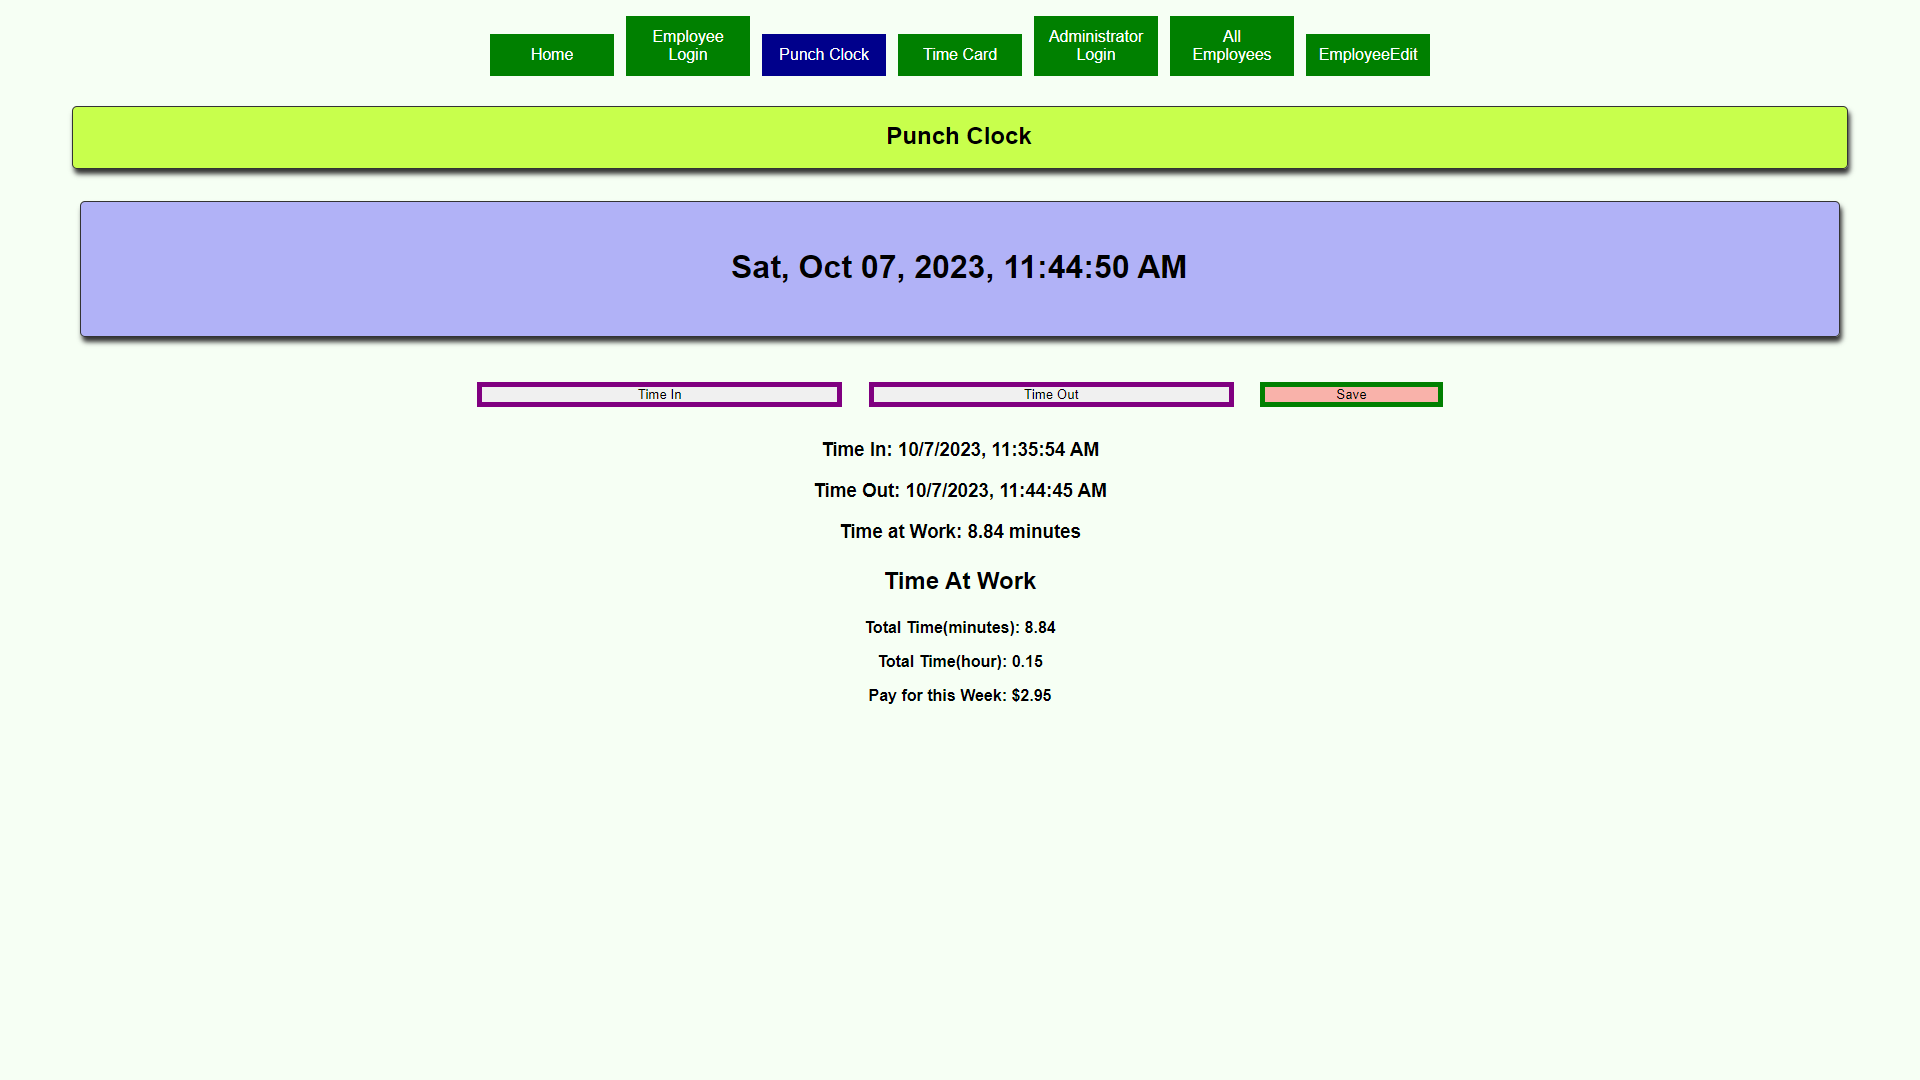 Home
Employee
Login
Punch Clock
Time Card
Administrator
Login
All
Employees
EmployeeEdit
Punch Clock
Sat, Oct 07, 2023, 11:44:50 AM
Time In
Time Out
Save
Time In: 10/7/2023, 11:35:54 AM
Time Out: 10/7/2023, 11:44:45 AM
Time at Work: 8.84 minutes
Time At Work
Total Time(minutes): 8.84
Total Time(hour): 0.15
Pay for this Week: $2.95